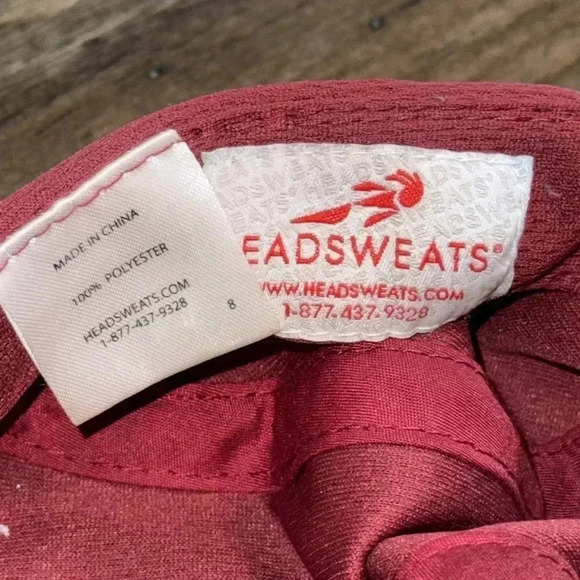 MADE IN CHINA
100% POLYESTER
HEADSWEATS.COM
1-877-437-9328
8
EADSWEATS®
WWW.HEADSWEATS.COM
1-877-437-9328